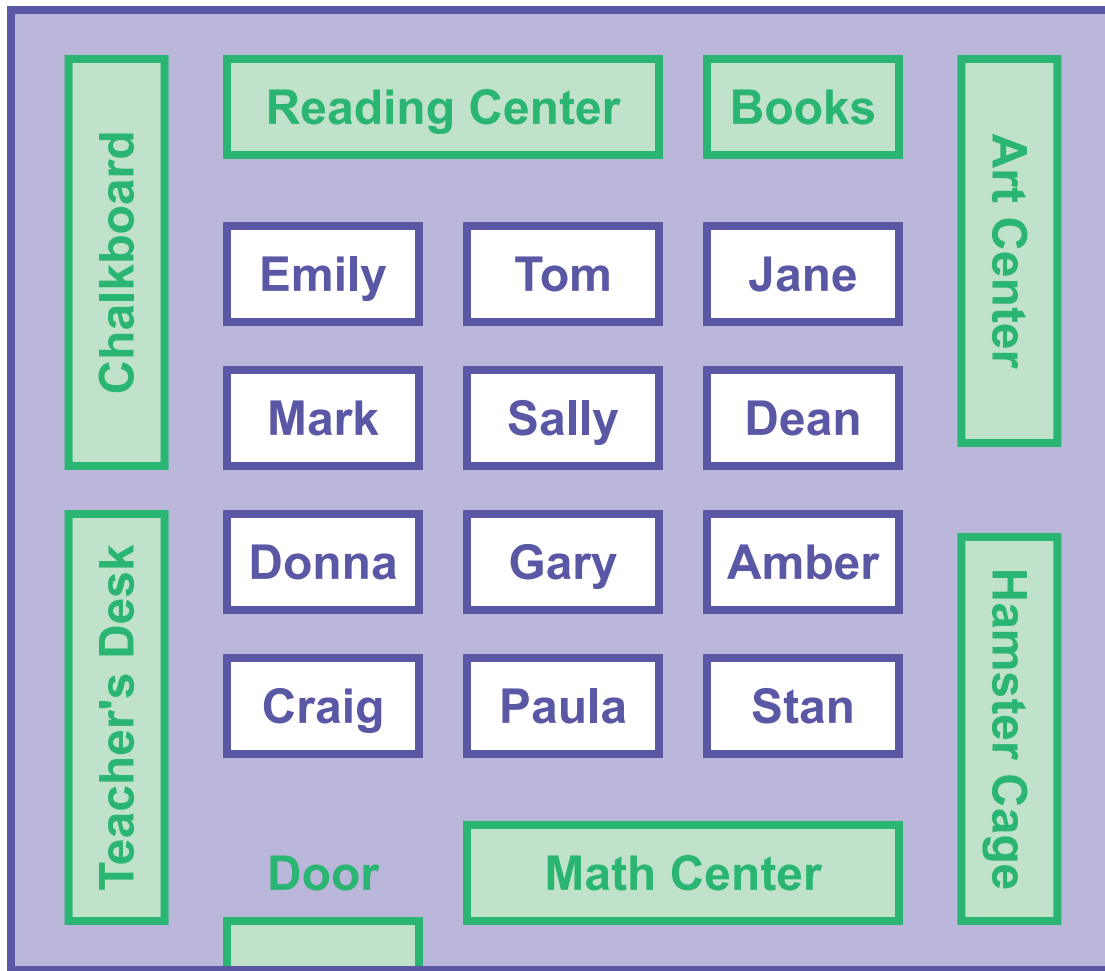 Chalkboard
Reading Center
Books
Art Center
Emily
Tom
Jane
Mark
Sally
Dean
Teacher's Desk
Donna
Gary
Amber
Hamster Cage
Craig
Paula
Stan
Door
Math Center